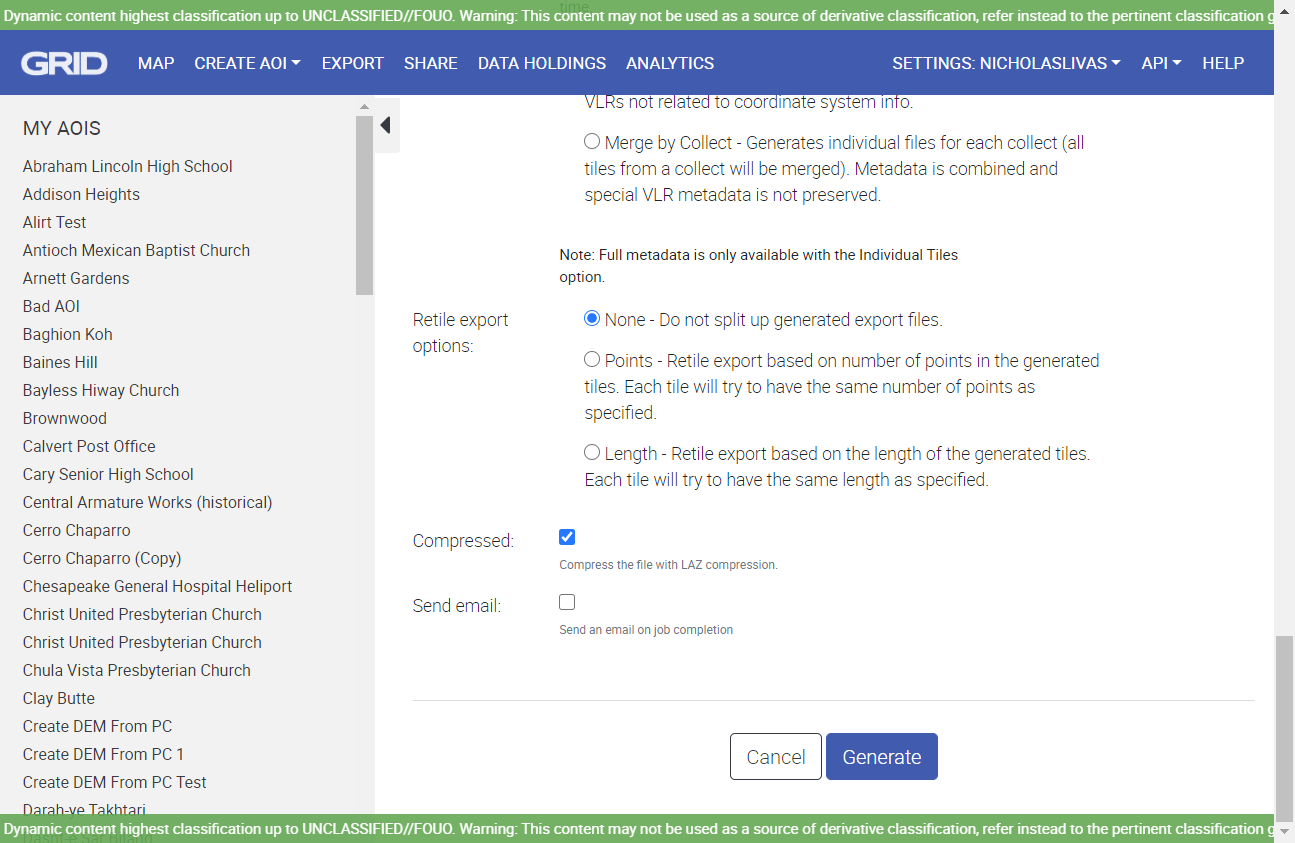 time.
Dynamic content highest classification up to UNCLASSIFIED//FOUO. Warning: This content may not be used as a source of derivative classification, refer instead to the pertinent classification g
GRID MAP CREATE AOI EXPORT SHARE DATA HOLDINGS ANALYTICS SETTINGS: NICHOLASLIVAS API HELP
MY AOIS
Abraham Lincoln High School
Addison Heights
Alirt Test
Antioch Mexican Baptist Church
Arnett Gardens
Bad AOI
Baghion Koh
Baines Hill
Bayless Hiway Church
Brownwood
Calvert Post Office
Cary Senior High School
Central Armature Works (historical)
Cerro Chaparro
Cerro Chaparro (Copy)
Chesapeake General Hospital Heliport
Christ United Presbyterian Church
Christ United Presbyterian Church
Chula Vista Presbyterian Church
Clay Butte
Create DEM From PC
Create DEM From PC 1
Create DEM From PC Test
Darah-ye Takhtari
VLRs not related to coordinate system info.
Merge by Collect - Generates individual files for each collect (all
tiles from a collect will be merged). Metadata is combined and
special VLR metadata is not preserved.
Note: Full metadata is only available with the Individual Tiles
option.
Retile export
options:
None - Do not split up generated export files.
Points - Retile export based on number of points in the generated
tiles. Each tile will try to have the same number of points as
specified.
Length - Retile export based on the length of the generated tiles.
Each tile will try to have the same length as specified.
Compressed:
Compress the file with LAZ compression.
Send email:
Send an email on job completion
Cancel Generate
Dynamic content highest classification up to UNCLASSIFIED//FOUO. Warning: This content may not be used as a source of derivative classification, refer instead to the pertinent classification g